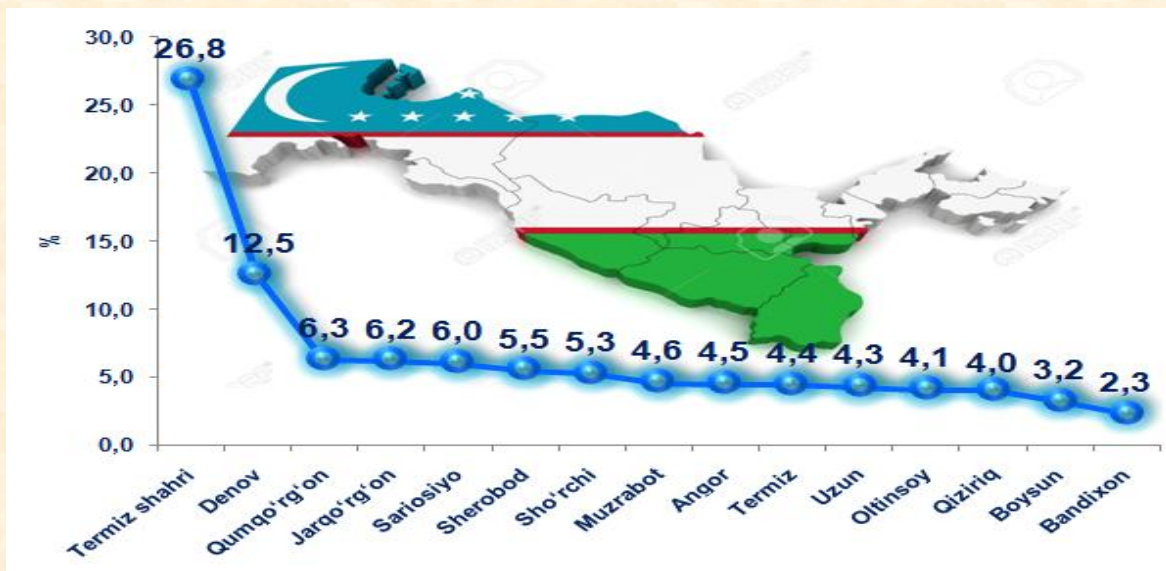 30,0
25,0
20,0
15,0
10,0
5,0
0,0
%
26,8
12,5
6,3
6,2
6,0
5,5
5,3
4,6
4,5
4,4
4,3
4,1
4,0
3,2
2,3
Termiz shahri
Denov
Qumqo‘rg‘on
Jarqo‘rg‘on
Sariosiyo
Sherobod
Sho‘rchi
Muzrabot
Angor
Termiz
Uzun
Oltinsoy
Qiziriq
Boysun
Bandixon